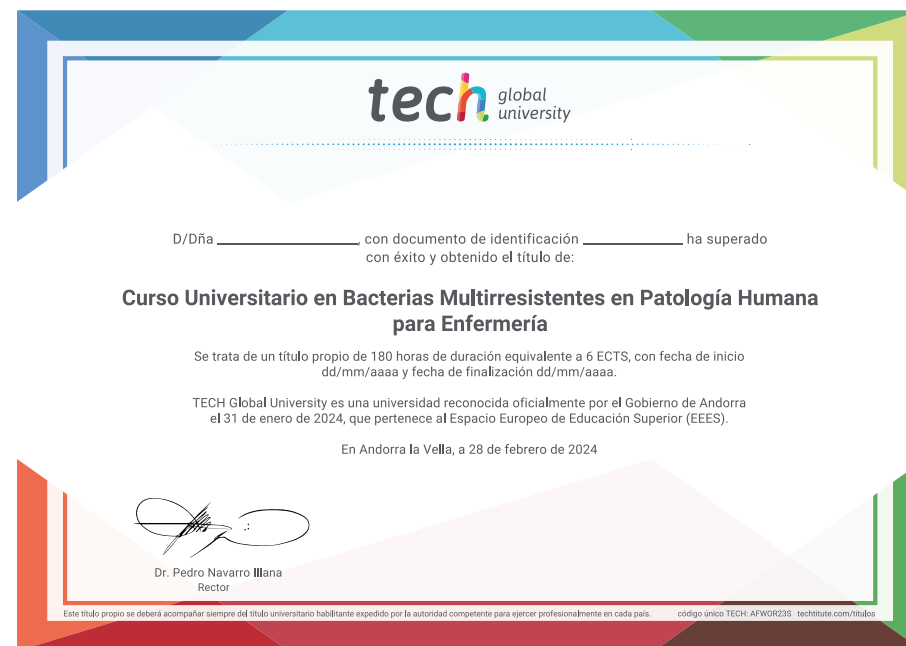 tech global university
D/Dña ______________, con documento de identificación __________ ha superado
con éxito y obtenido el título de:
Curso Universitario en Bacterias Multirresistentes en Patología Humana
para Enfermería
Se trata de un título propio de 180 horas de duración equivalente a 6 ECTS, con fecha de inicio
dd/mm/aaaa y fecha de finalización dd/mm/aaaa.
TECH Global University es una universidad reconocida oficialmente por el Gobierno de Andorra
el 31 de enero de 2024, que pertenece al Espacio Europeo de Educación Superior (EEES).
En Andorra la Vella, a 28 de febrero de 2024
Dr. Pedro Navarro Illana
Rector
Este título propio se deberá acompañar siempre del título universitario habilitante expedido por la autoridad competente para ejercer profesionalmente en cada país. código único TECH: AFWOR23S techtitute.com/titulos